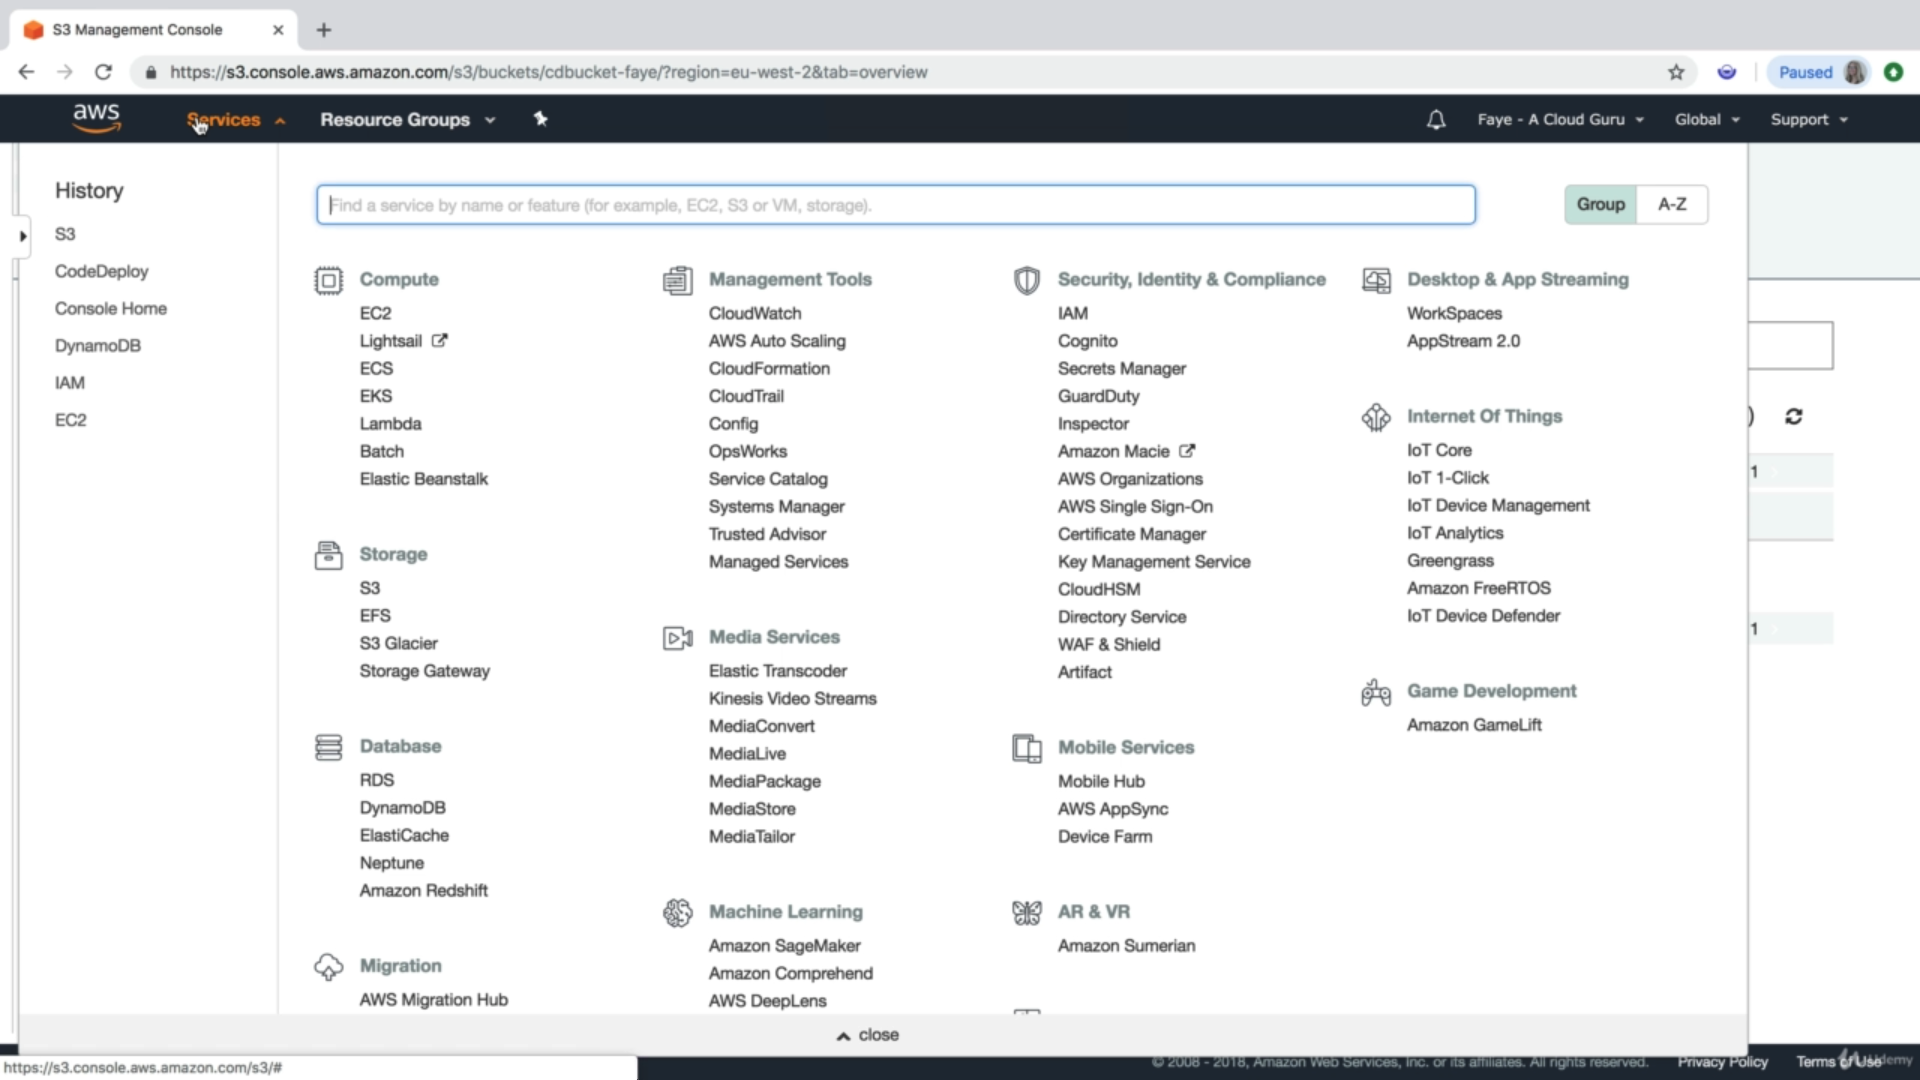 S3 Management Console
https://s3.console.aws.amazon.com/s3/buckets/cdbucket-faye/?region=eu-west-2&tab=overview
Paused
aws
Services
Resource Groups
Faye - A Cloud Guru
Global
Support
History
S3
CodeDeploy
Console Home
DynamoDB
IAM
EC2
Find a service by name or feature (for example, EC2, S3 or VM, storage).
Group
A-Z
Compute
EC2
Lightsail
ECS
EKS
Lambda
Batch
Elastic Beanstalk
Storage
S3
EFS
S3 Glacier
Storage Gateway
Database
RDS
DynamoDB
ElastiCache
Neptune
Amazon Redshift
Migration
AWS Migration Hub
Management Tools
CloudWatch
AWS Auto Scaling
CloudFormation
CloudTrail
Config
OpsWorks
Service Catalog
Systems Manager
Trusted Advisor
Managed Services
Media Services
Elastic Transcoder
Kinesis Video Streams
MediaConvert
MediaLive
MediaPackage
MediaStore
MediaTailor
Machine Learning
Amazon SageMaker
Amazon Comprehend
AWS DeepLens
Security, Identity & Compliance
IAM
Cognito
Secrets Manager
GuardDuty
Inspector
Amazon Macie
AWS Organizations
AWS Single Sign-On
Certificate Manager
Key Management Service
CloudHSM
Directory Service
WAF & Shield
Artifact
Mobile Services
Mobile Hub
AWS AppSync
Device Farm
AR & VR
Amazon Sumerian
Desktop & App Streaming
WorkSpaces
AppStream 2.0
Internet Of Things
IoT Core
IoT 1-Click
IoT Device Management
IoT Analytics
Greengrass
Amazon FreeRTOS
IoT Device Defender
Game Development
Amazon GameLift
)
1
1
close
https://s3.console.aws.amazon.com/s3/#
© 2008 - 2018, Amazon Web Services, Inc. or its affiliates. All rights reserved.
Privacy Policy
Terms of Use